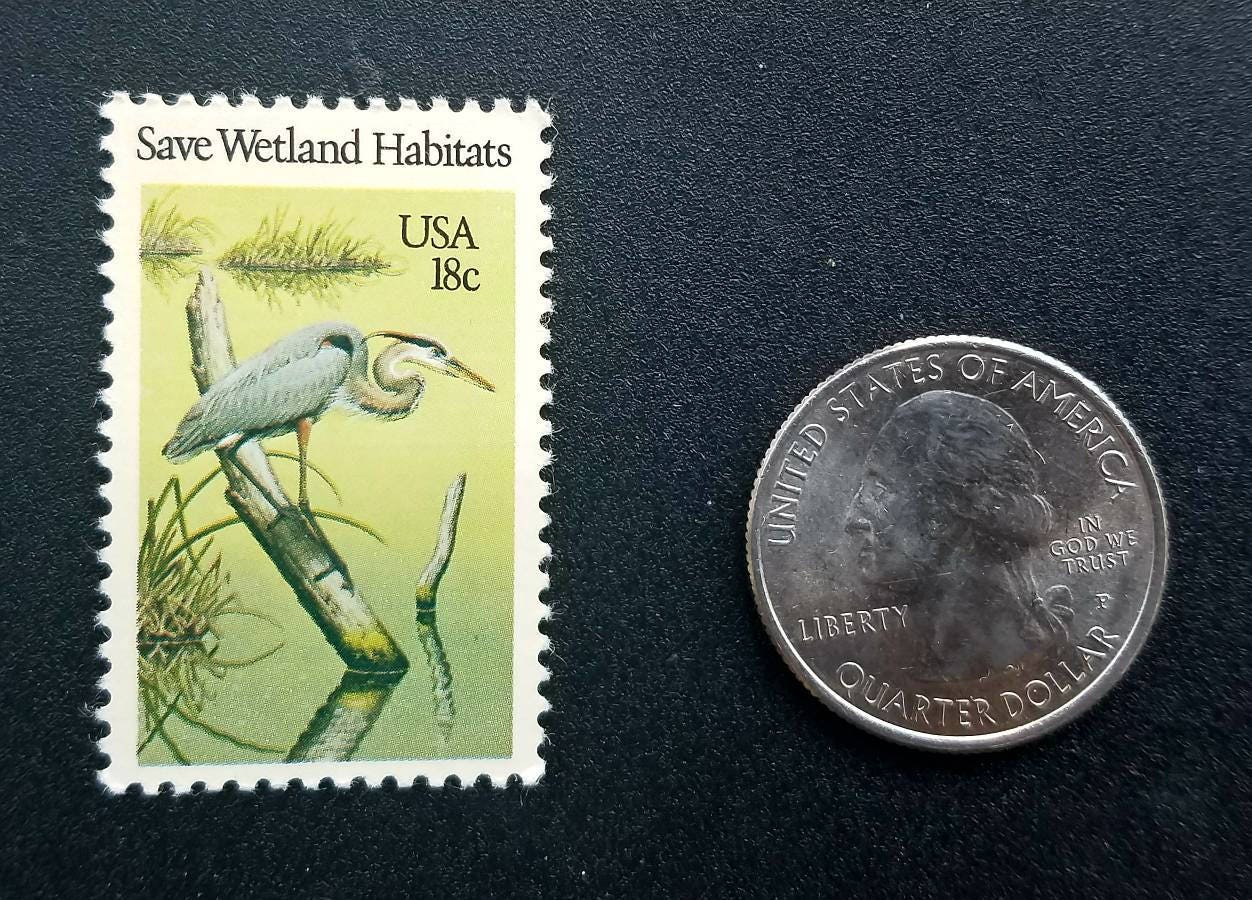 Save Wetland Habitats
USA
18c
UNITED STATES OF AMERICA
IN
GOD WE
TRUST
P
LIBERTY
QUARTER DOLLAR